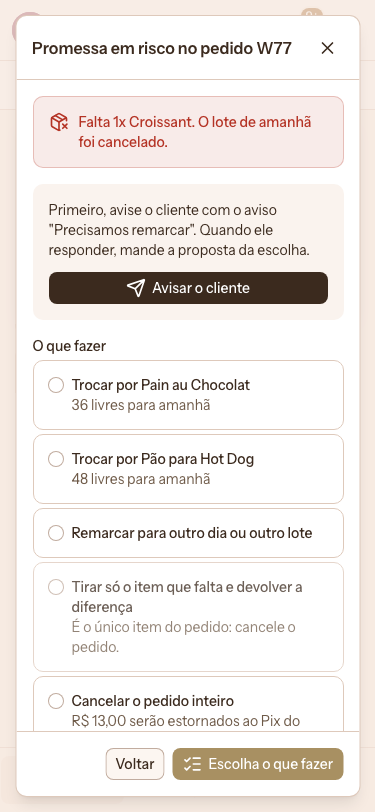 Promessa em risco no pedido W77
Falta 1x Croissant. O lote de amanhã
foi cancelado.
Primeiro, avise o cliente com o aviso
"Precisamos remarcar". Quando ele
responder, mande a proposta da escolha.
Avisar o cliente
O que fazer
Trocar por Pain au Chocolat
36 livres para amanhã
Trocar por Pão para Hot Dog
48 livres para amanhã
Remarcar para outro dia ou outro lote
Tirar só o item que falta e devolver a
diferença
É o único item do pedido: cancele o
pedido.
Cancelar o pedido inteiro
R$ 13,00 serão estornados ao Pix do
Voltar
Escolha o que fazer